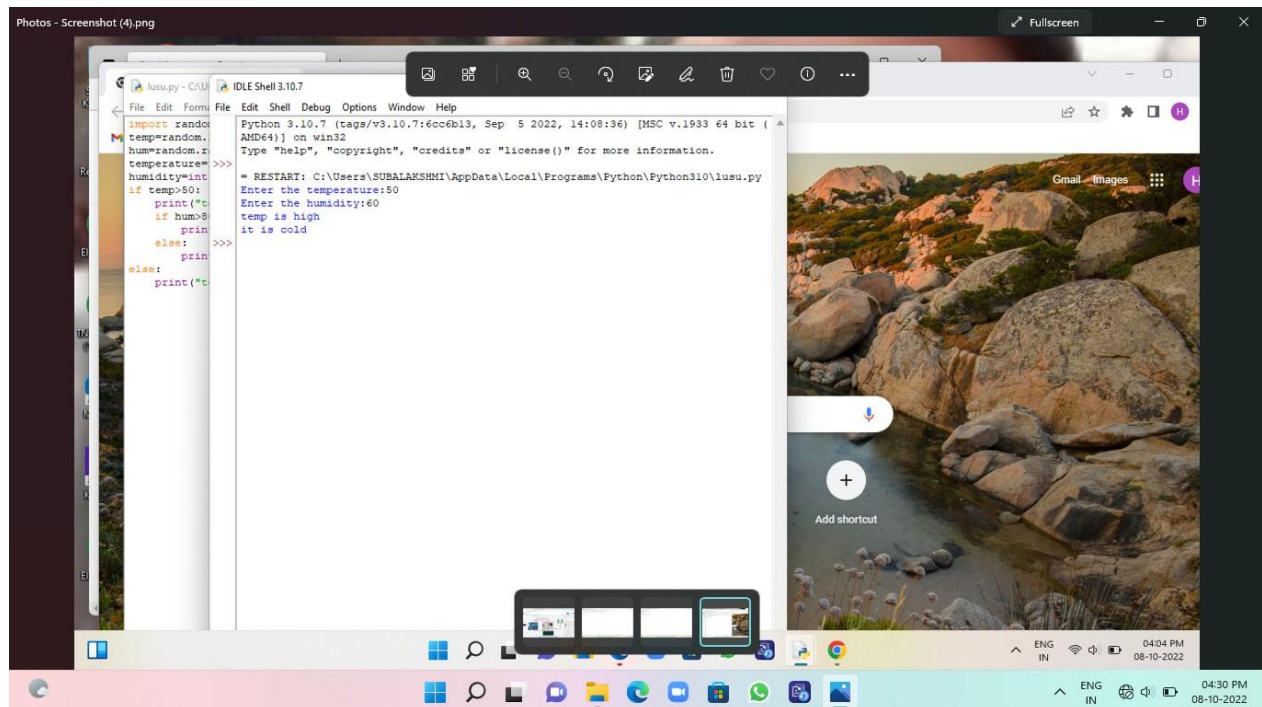 Photos - Screenshot (4).png
Fullscreen
lusu.py - C:\U
IDLE Shell 3.10.7
File Edit Form
File Edit Shell Debug Options Window Help
import rando
temp=random.
hum=random.r
temperature=
humidity=int
if temp>50:
print("t
if hum>8
prin
else:
prin
else:
print("t
Python 3.10.7 (tags/v3.10.7:6cc6b13, Sep 5 2022, 14:08:36) [MSC v.1933 64 bit (
AMD64)] on win32
Type "help", "copyright", "credits" or "license()" for more information.
>>>
= RESTART: C:\Users\SUBALAKSHMI\AppData\Local\Programs\Python\Python310\lusu.py
Enter the temperature:50
Enter the humidity:60
temp is high
it is cold
>>>
H
Gmail Images
H
Add shortcut
ENG
IN
04:04 PM
08-10-2022
ENG
IN
04:30 PM
08-10-2022